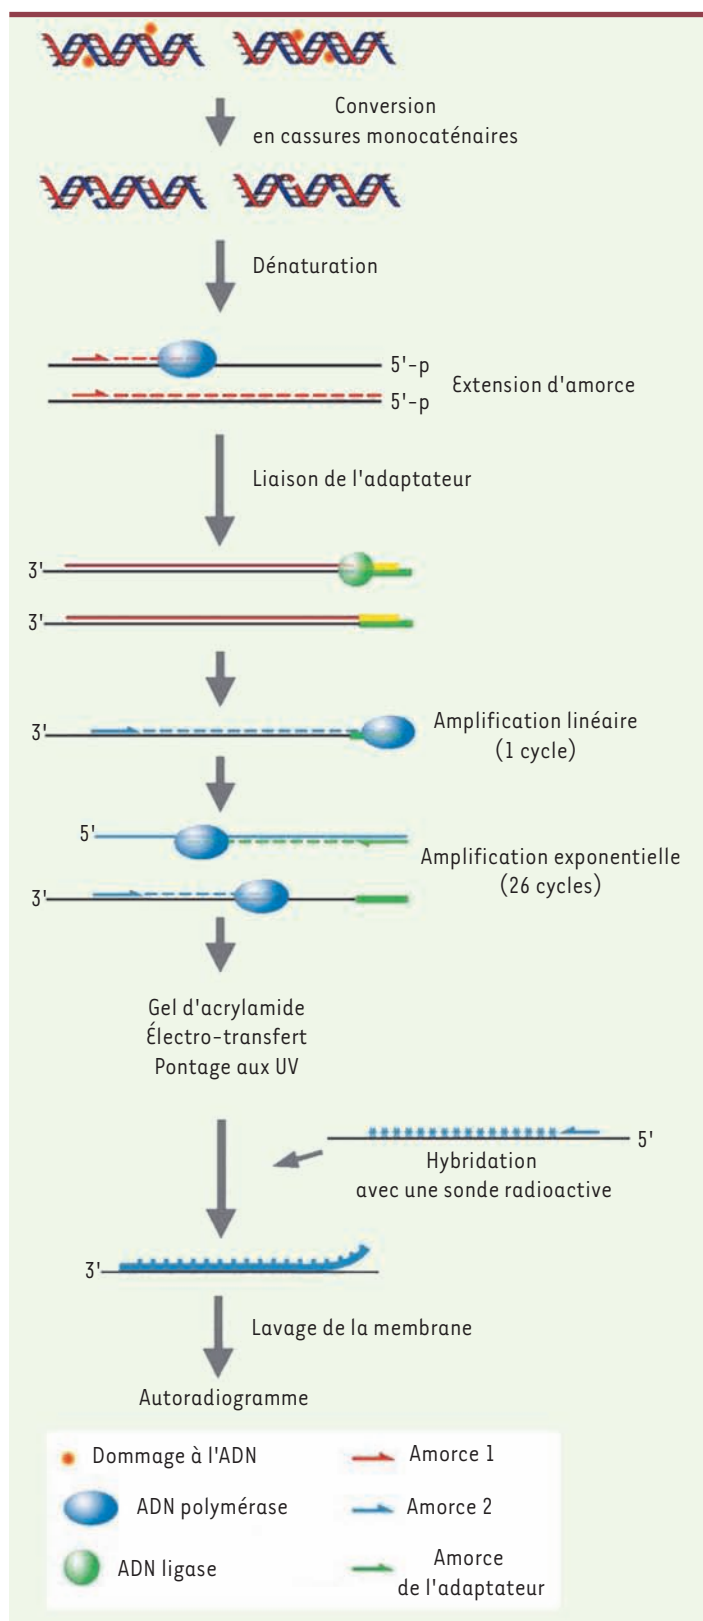 Conversion
en cassures monocaténaires
Dénaturation
5'-p
5'-p
Extension d'amorce
Liaison de l'adaptateur
3'
3'
3'
Amplification linéaire
(1 cycle)
5'
3'
Amplification exponentielle
(26 cycles)
Gel d'acrylamide
Électro-transfert
Pontage aux UV
5'
Hybridation
avec une sonde radioactive
3'
Lavage de la membrane
Autoradiogramme
Dommage à l'ADN
Amorce 1
ADN polymérase
Amorce 2
ADN ligase
Amorce
de l'adaptateur